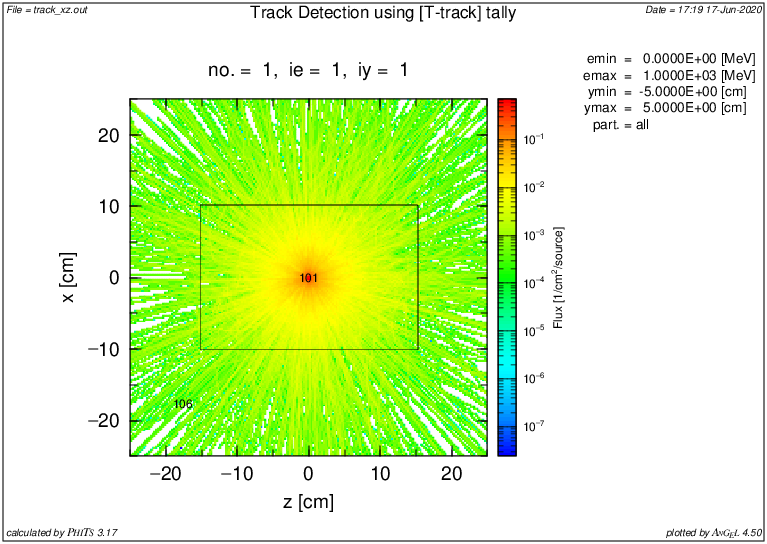 File = track_xz.out
Track Detection using [T-track] tally
Date = 17:19 17-Jun-2020
no. = 1, ie = 1, iy = 1
emin = 0.0000E+00 [MeV]
emax = 1.0000E+03 [MeV]
ymin = -5.0000E+00 [cm]
ymax = 5.0000E+00 [cm]
part. = all
20
10
0
−10
−20
x [cm]
101
106
−20 −10 0 10 20
z [cm]
10⁻¹
10⁻²
10⁻³
10⁻⁴
10⁻⁵
10⁻⁶
10⁻⁷
Flux [1/cm²/source]
calculated by PHITS 3.17
plotted by ANGEL 4.50